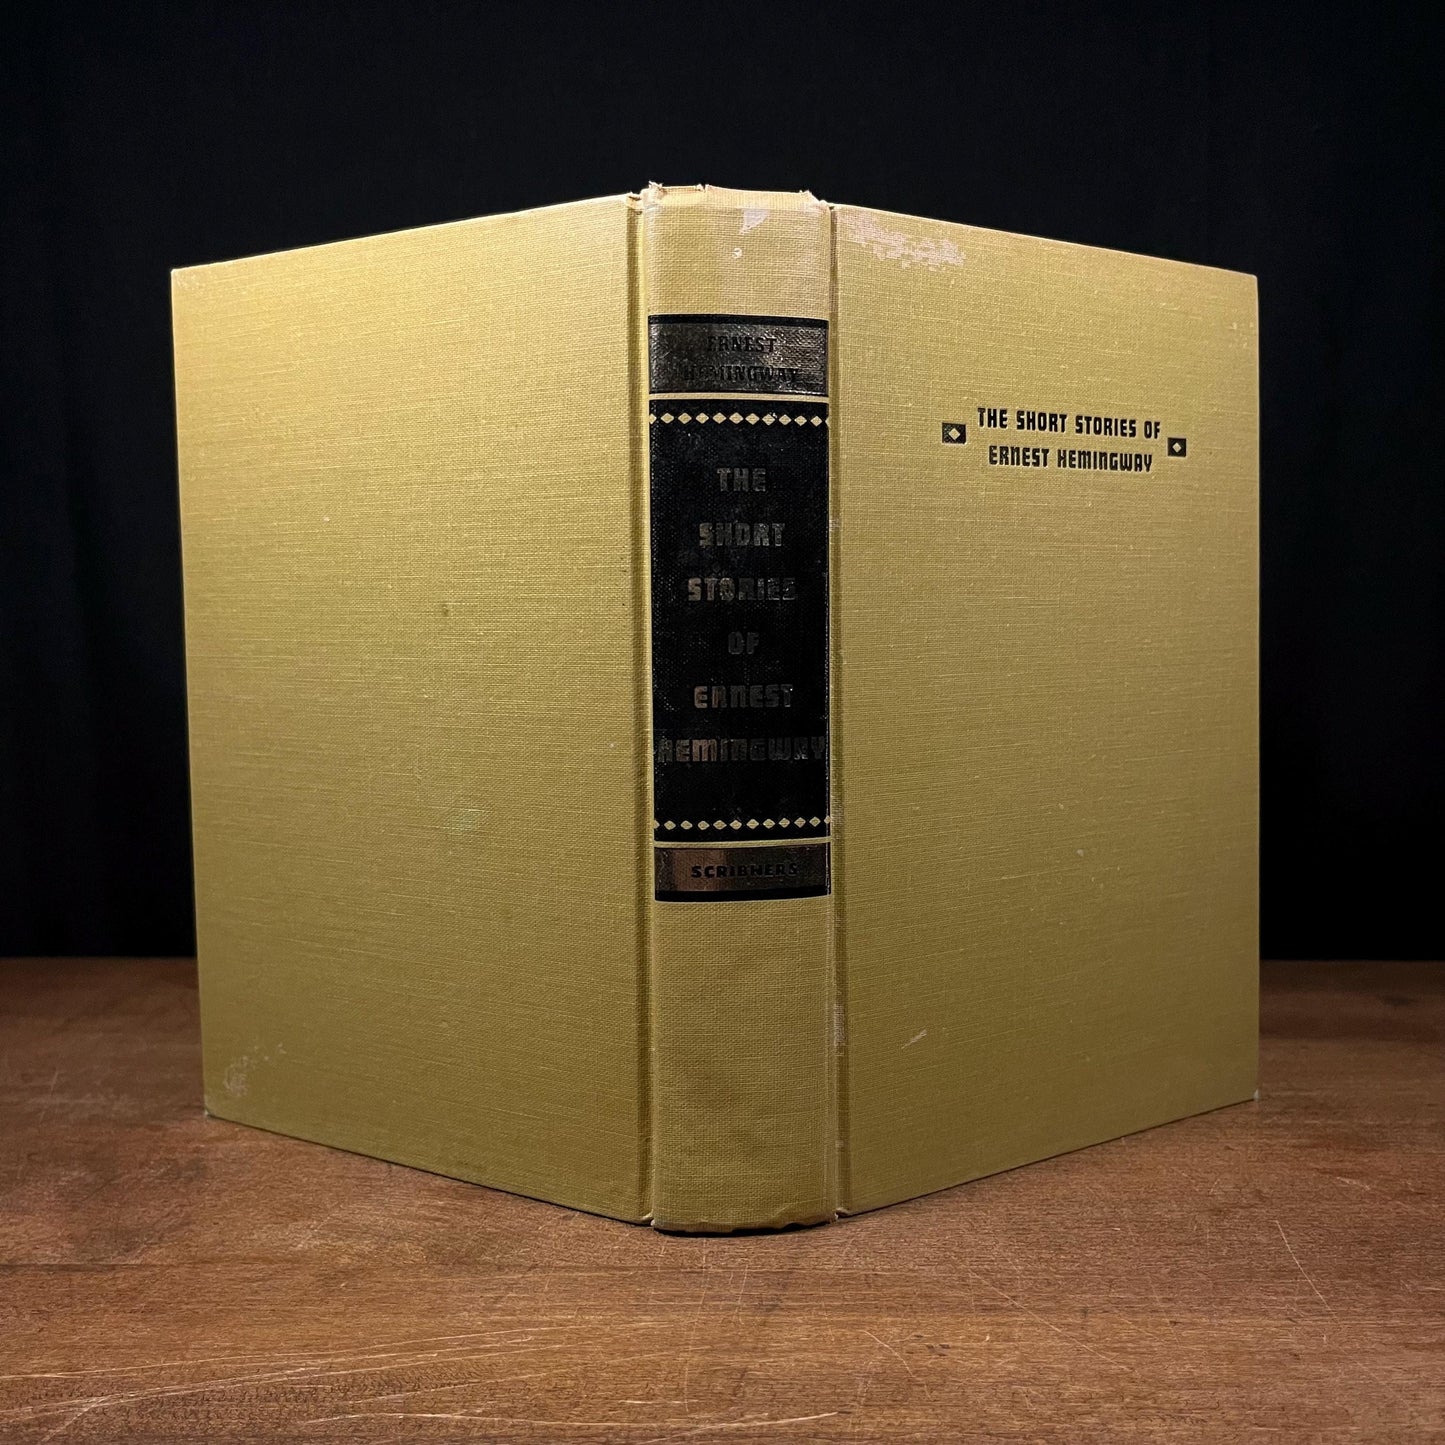 ERNEST
HEMINGWAY
THE
SHORT
STORIES
OF
ERNEST
HEMINGWAY
SCRIBNERS
THE SHORT STORIES OF
ERNEST HEMINGWAY